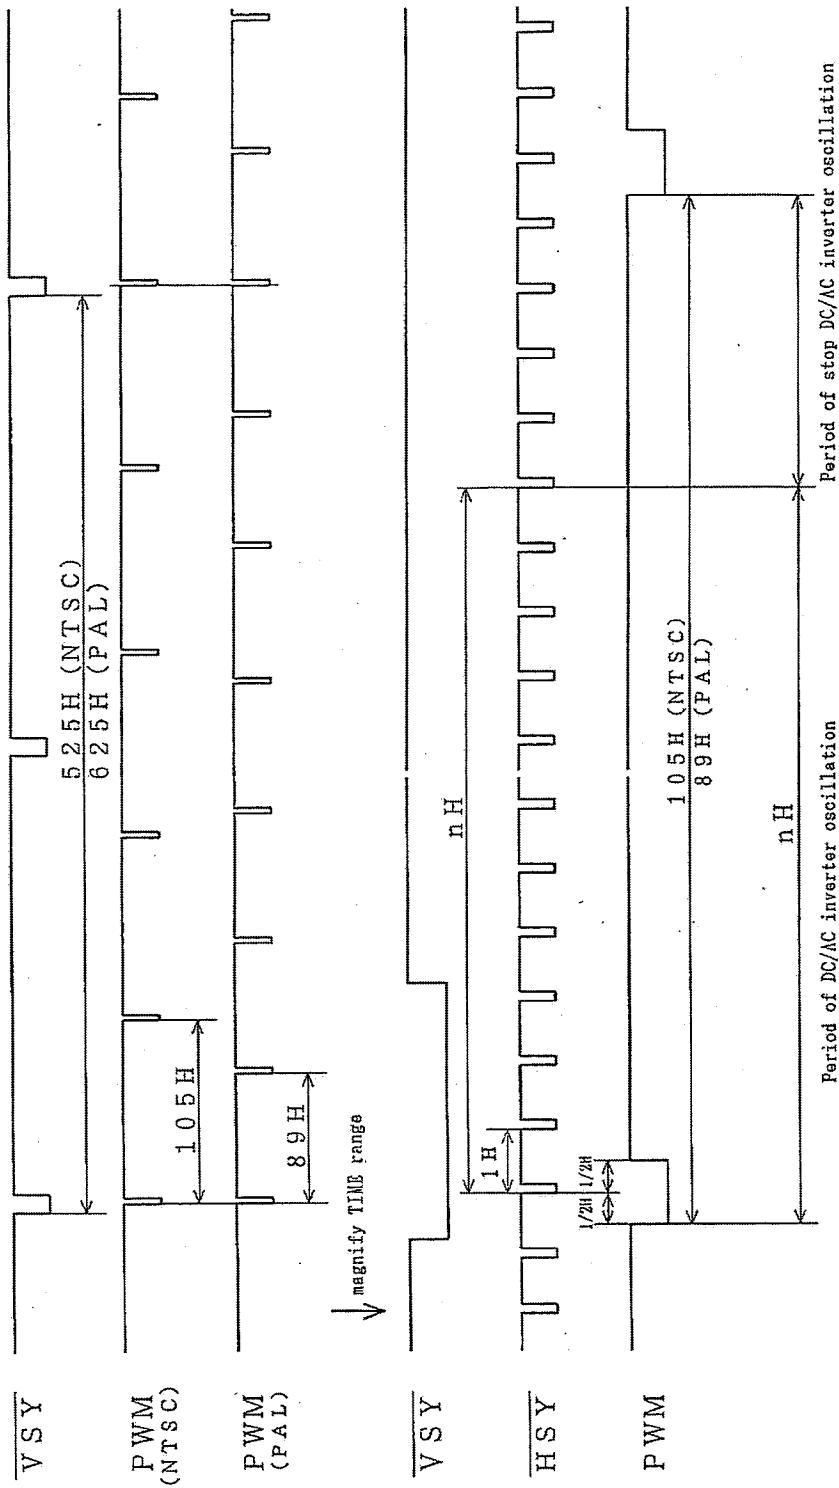 V S Y
525H (NTSC)
625H (PAL)
PWM
(NTSC)
105H
PWM
(PAL)
89H
magnify TIME range
V S Y
nH
HSY
1H
1/2H 1/2H
PWM
105H (NTSC)
89H (PAL)
nH
Period of DC/AC inverter oscillation
Period of stop DC/AC inverter oscillation